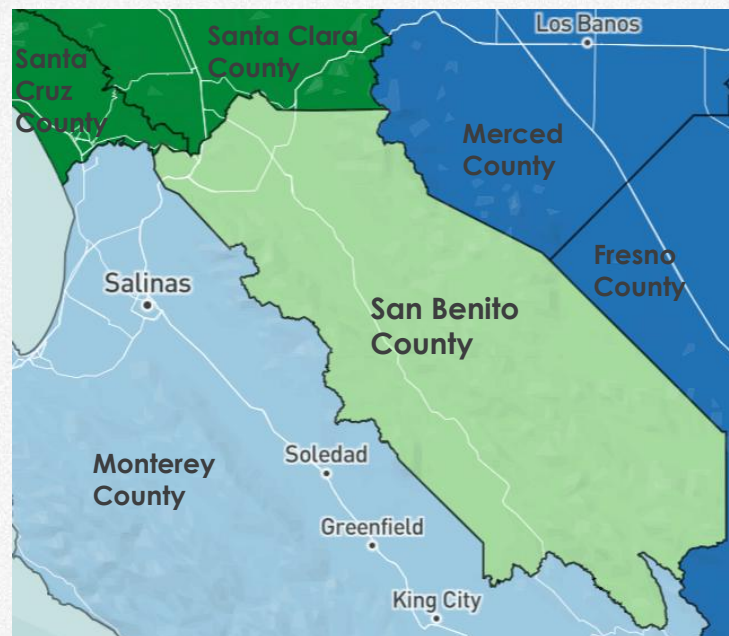 Santa Clara
County
Los Banos
Santa
Cruz
County
Merced
County
Fresno
County
Salinas
San Benito
County
Monterey
County
Soledad
Greenfield
King City